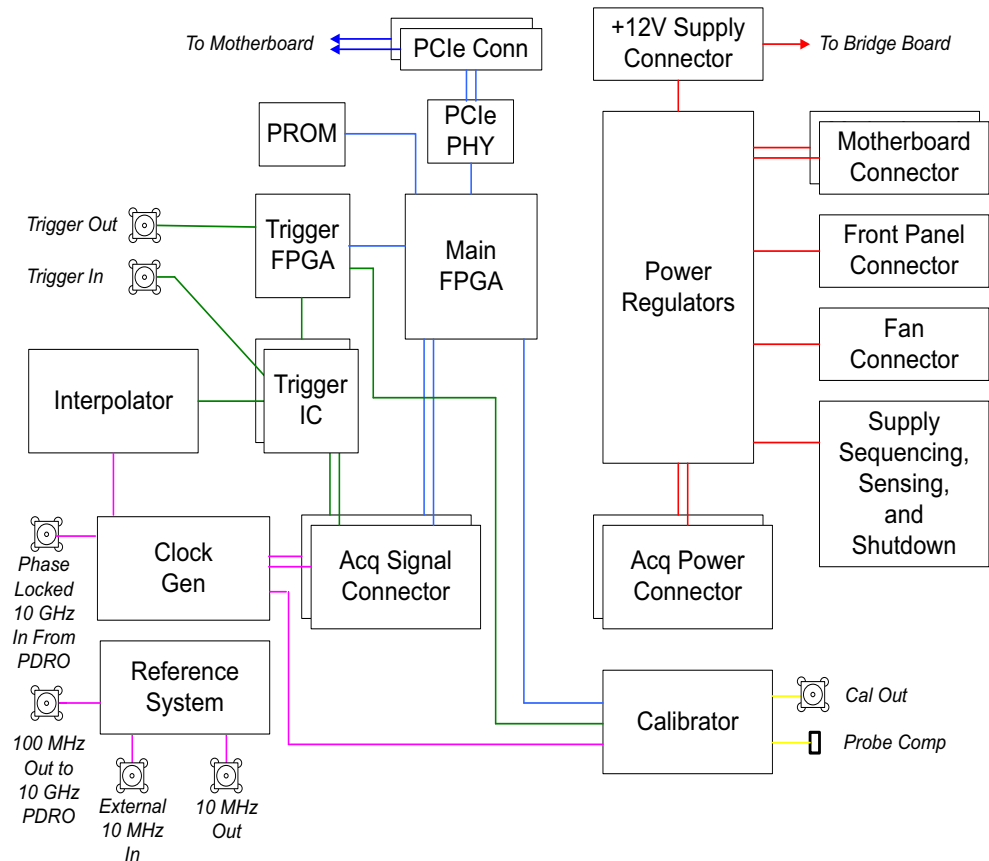 To Motherboard
PCIe Conn
+12V Supply
Connector
To Bridge Board
PROM
PCIe
PHY
Motherboard
Connector
Trigger Out
Trigger In
Trigger
FPGA
Main
FPGA
Power
Regulators
Front Panel
Connector
Fan
Connector
Interpolator
Trigger
IC
Supply
Sequencing,
Sensing,
and
Shutdown
Phase
Locked
10 GHz
In From
PDRO
Clock
Gen
Acq Signal
Connector
Acq Power
Connector
Reference
System
100 MHz
Out to
10 GHz
PDRO
External
10 MHz
In
10 MHz
Out
Calibrator
Cal Out
Probe Comp